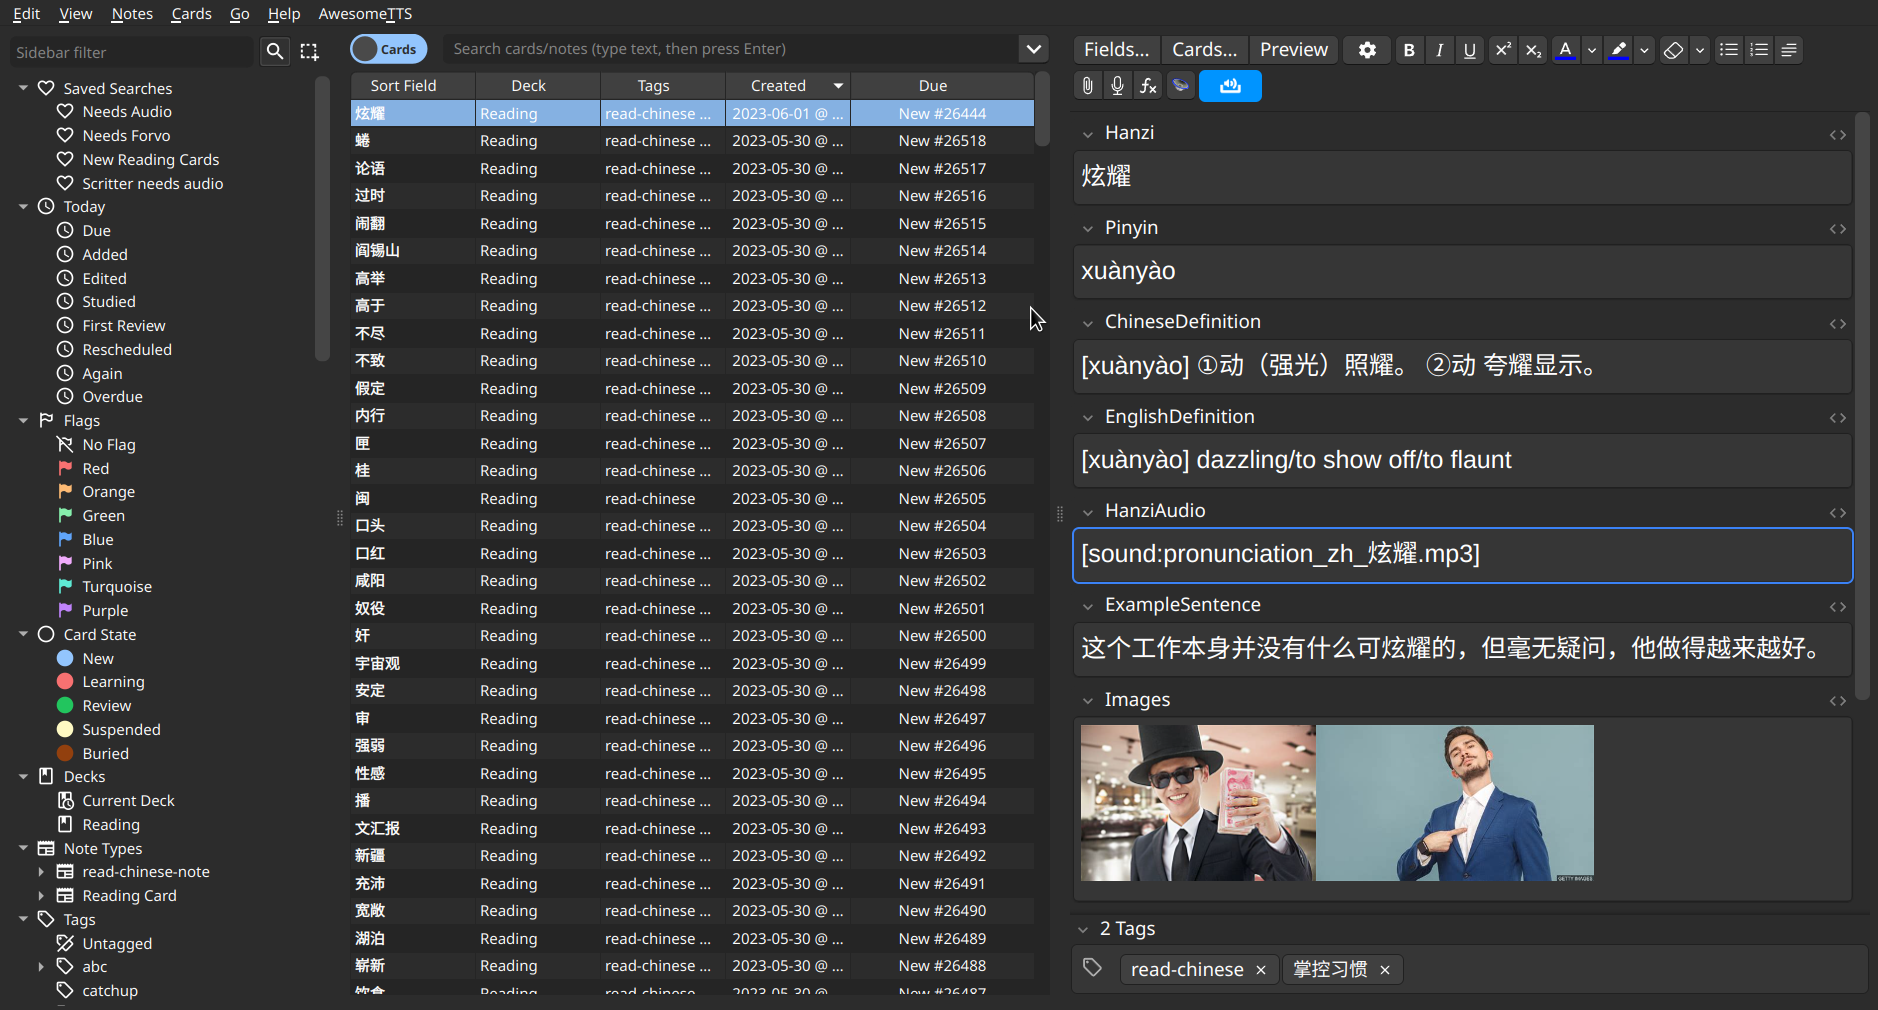 Edit View Notes Cards Go Help AwesomeTTS
Sidebar filter
Saved Searches
Needs Audio
Needs Forvo
New Reading Cards
Scritter needs audio
Today
Due
Added
Edited
Studied
First Review
Rescheduled
Again
Overdue
Flags
No Flag
Red
Orange
Green
Blue
Pink
Turquoise
Purple
Card State
New
Learning
Review
Suspended
Buried
Decks
Current Deck
Reading
Note Types
read-chinese-note
Reading Card
Tags
Untagged
abc
catchup
Cards Search cards/notes (type text, then press Enter)
Sort Field Deck Tags Created Due
炫耀 Reading read-chinese ... 2023-06-01 @ ... New #26444
蜷 Reading read-chinese ... 2023-05-30 @ ... New #26518
论语 Reading read-chinese ... 2023-05-30 @ ... New #26517
过时 Reading read-chinese ... 2023-05-30 @ ... New #26516
闹翻 Reading read-chinese ... 2023-05-30 @ ... New #26515
阎锡山 Reading read-chinese ... 2023-05-30 @ ... New #26514
高举 Reading read-chinese ... 2023-05-30 @ ... New #26513
高于 Reading read-chinese ... 2023-05-30 @ ... New #26512
不尽 Reading read-chinese ... 2023-05-30 @ ... New #26511
不致 Reading read-chinese ... 2023-05-30 @ ... New #26510
假定 Reading read-chinese ... 2023-05-30 @ ... New #26509
内行 Reading read-chinese ... 2023-05-30 @ ... New #26508
匣 Reading read-chinese ... 2023-05-30 @ ... New #26507
桂 Reading read-chinese ... 2023-05-30 @ ... New #26506
闽 Reading read-chinese 2023-05-30 @ ... New #26505
口头 Reading read-chinese ... 2023-05-30 @ ... New #26504
口红 Reading read-chinese ... 2023-05-30 @ ... New #26503
咸阳 Reading read-chinese ... 2023-05-30 @ ... New #26502
奴役 Reading read-chinese ... 2023-05-30 @ ... New #26501
奸 Reading read-chinese ... 2023-05-30 @ ... New #26500
宇宙观 Reading read-chinese ... 2023-05-30 @ ... New #26499
安定 Reading read-chinese ... 2023-05-30 @ ... New #26498
审 Reading read-chinese ... 2023-05-30 @ ... New #26497
强弱 Reading read-chinese ... 2023-05-30 @ ... New #26496
性感 Reading read-chinese ... 2023-05-30 @ ... New #26495
播 Reading read-chinese ... 2023-05-30 @ ... New #26494
文汇报 Reading read-chinese ... 2023-05-30 @ ... New #26493
新疆 Reading read-chinese ... 2023-05-30 @ ... New #26492
充沛 Reading read-chinese ... 2023-05-30 @ ... New #26491
宽敞 Reading read-chinese ... 2023-05-30 @ ... New #26490
湖泊 Reading read-chinese ... 2023-05-30 @ ... New #26489
崭新 Reading read-chinese ... 2023-05-30 @ ... New #26488
饮食 Reading read-chinese ... 2023-05-30 @ ... New #26487
Fields... Cards... Preview
Hanzi
炫耀
Pinyin
xuànyào
ChineseDefinition
[xuànyào] ①动（强光）照耀。 ②动 夸耀显示。
EnglishDefinition
[xuànyào] dazzling/to show off/to flaunt
HanziAudio
[sound:pronunciation_zh_炫耀.mp3]
ExampleSentence
这个工作本身并没有什么可炫耀的，但毫无疑问，他做得越来越好。
Images
GETTY IMAGES
2 Tags
read-chinese × 掌控习惯 ×